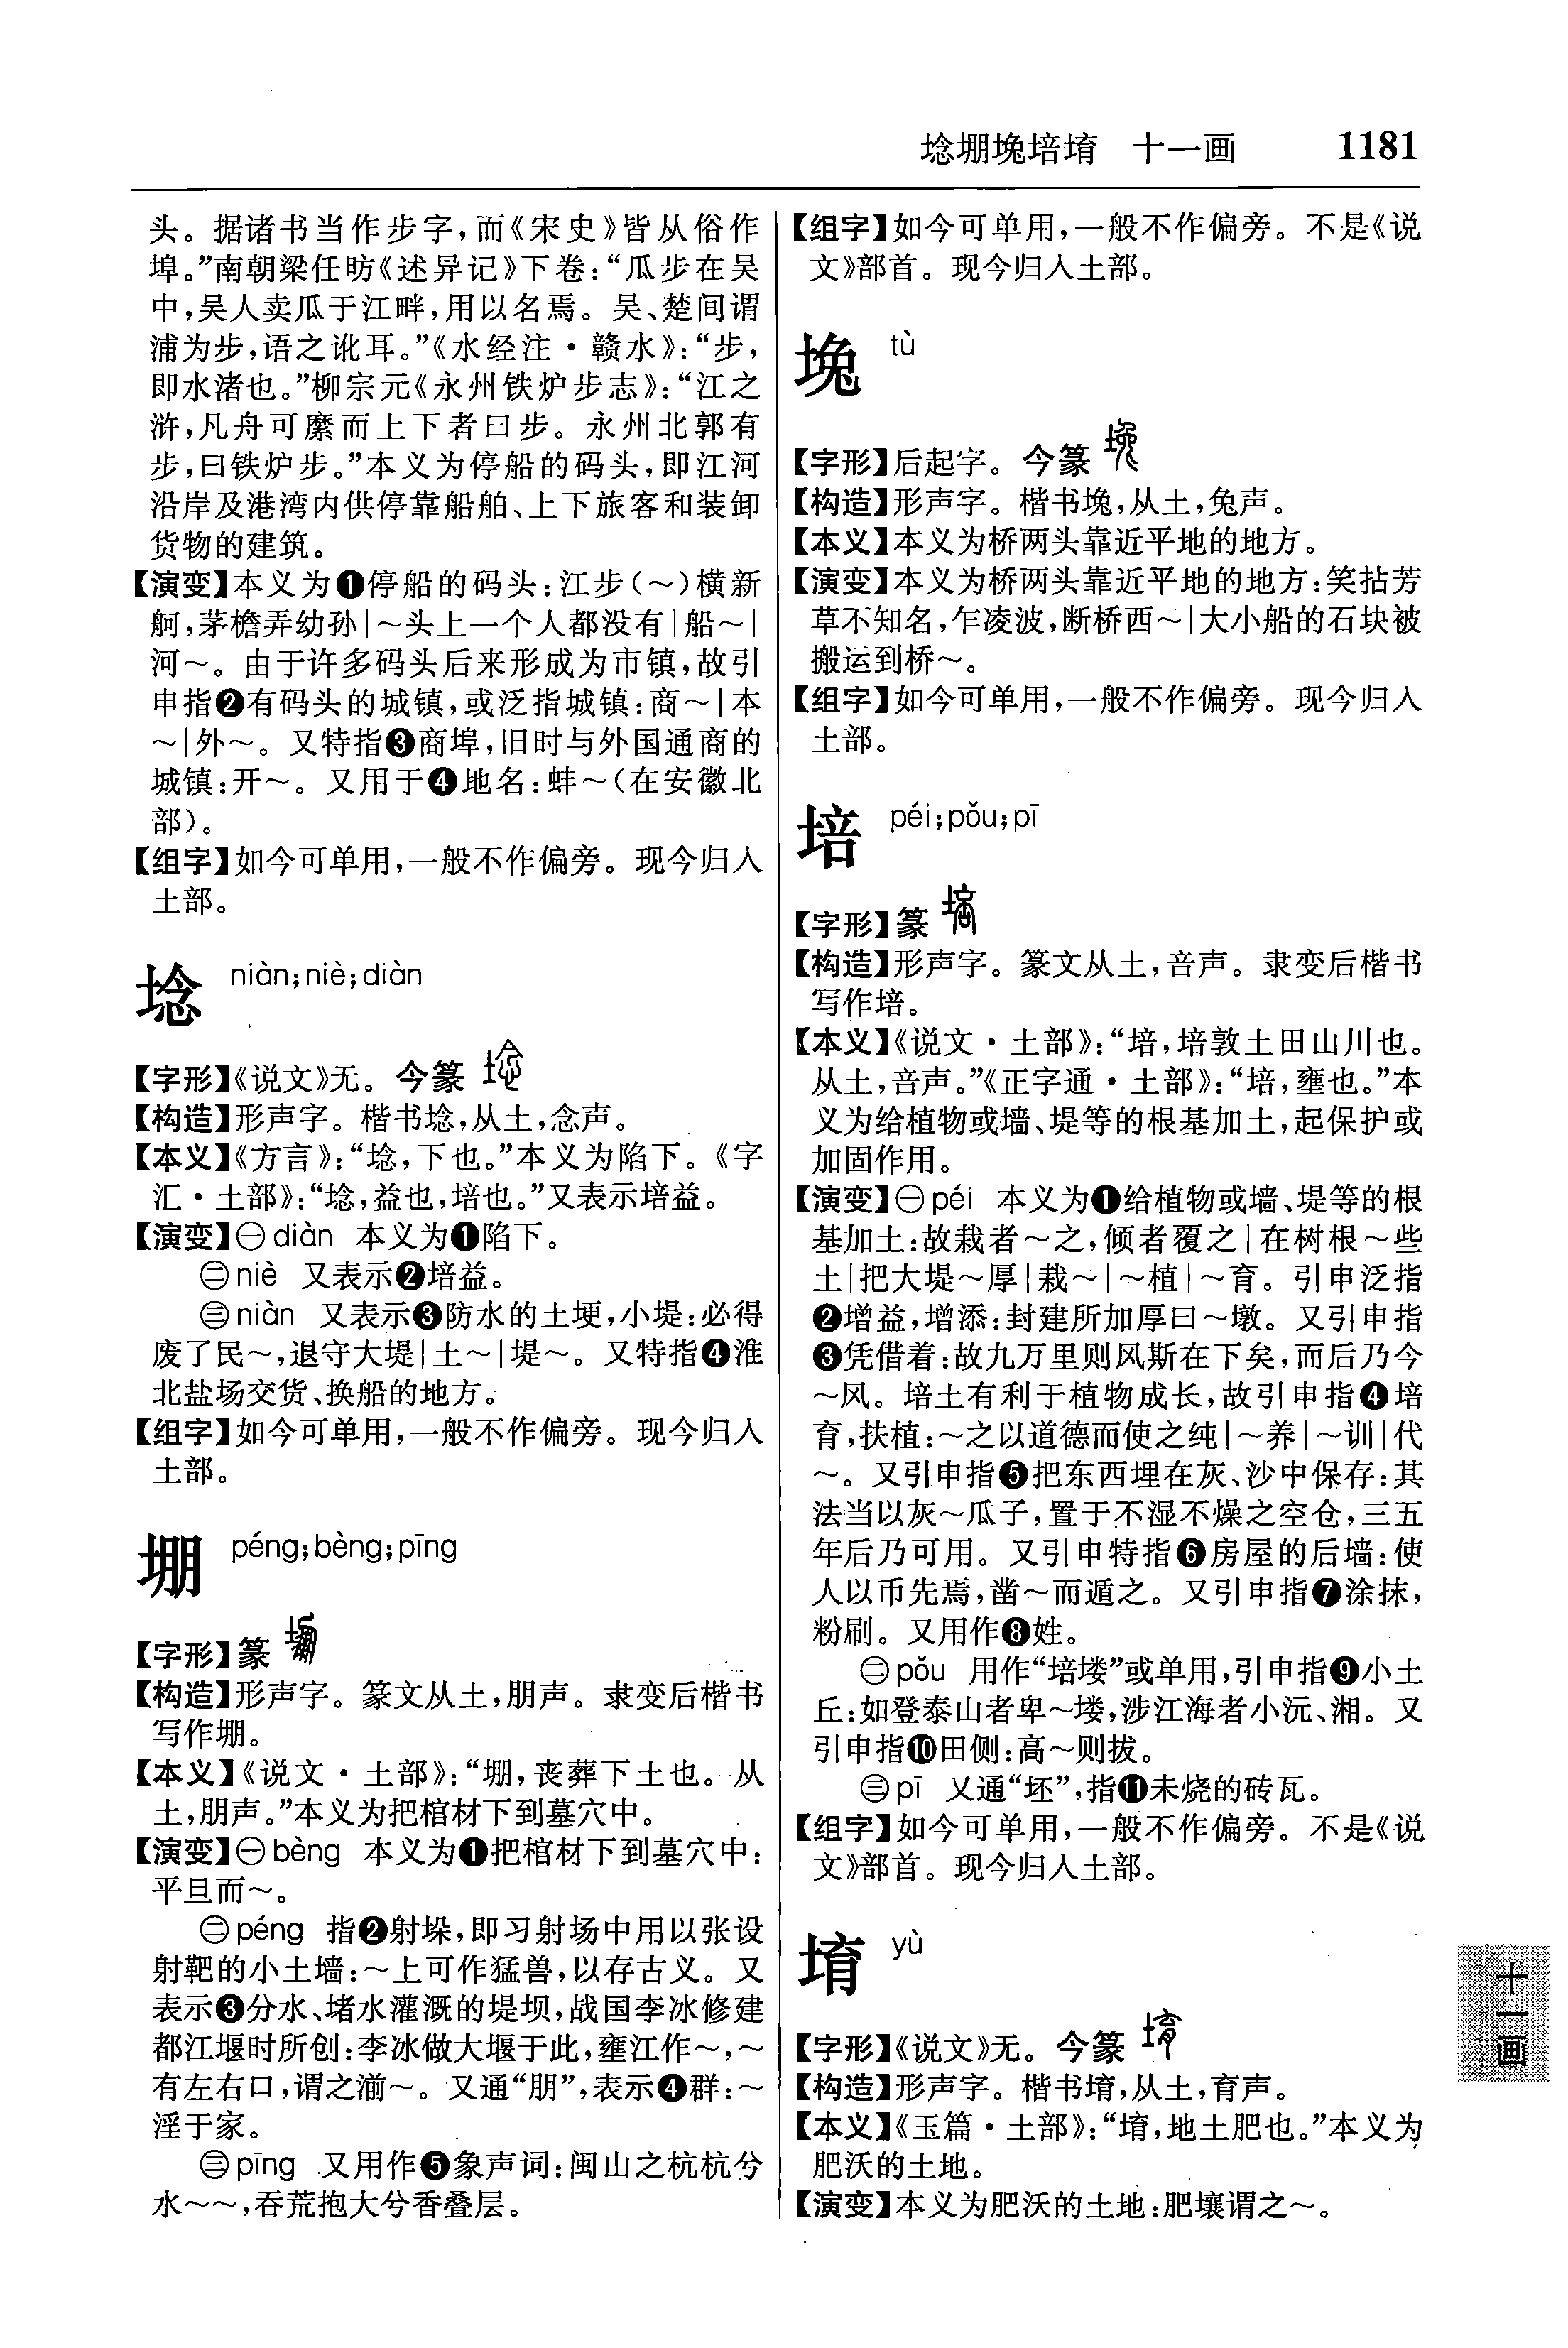 埝堋堍培堉　十一画　1181
头。据诸书当作步字,而《宋史》皆从俗作
埠。”南朝梁任昉《述异记》下卷:“瓜步在吴
中,吴人卖瓜于江畔,用以名焉。吴、楚间谓
浦为步,语之讹耳。”《水经注·赣水》:“步,
即水渚也。”柳宗元《永州铁炉步志》:“江之
浒,凡舟可縻而上下者曰步。永州北郭有
步,曰铁炉步。”本义为停船的码头,即江河
沿岸及港湾内供停靠船舶、上下旅客和装卸
货物的建筑。
【演变】本义为❶停船的码头:江步(～)横新
舸,茅檐弄幼孙|～头上一个人都没有|船～|
河～。由于许多码头后来形成为市镇,故引
申指❷有码头的城镇,或泛指城镇:商～|本
～|外～。又特指❸商埠,旧时与外国通商的
城镇:开～。又用于❹地名:蚌～(在安徽北
部)。
【组字】如今可单用,一般不作偏旁。现今归入
土部。
埝 niàn;niè;diàn
【字形】《说文》无。今篆
【构造】形声字。楷书埝,从土,念声。
【本义】《方言》:“埝,下也。”本义为陷下。《字
汇·土部》:“埝,益也,培也。”又表示培益。
【演变】㊀diàn 本义为❶陷下。
㊁niè 又表示❷培益。
㊂niàn 又表示❸防水的土埂,小堤:必得
废了民～,退守大堤|土～|堤～。又特指❹淮
北盐场交货、换船的地方。
【组字】如今可单用,一般不作偏旁。现今归入
土部。
堋 péng;bèng;pīng
【字形】篆
【构造】形声字。篆文从土,朋声。隶变后楷书
写作堋。
【本义】《说文·土部》:“堋,丧葬下土也。从
土,朋声。”本义为把棺材下到墓穴中。
【演变】㊀bèng 本义为❶把棺材下到墓穴中:
平旦而～。
㊁péng 指❷射垛,即习射场中用以张设
射靶的小土墙:～上可作猛兽,以存古义。又
表示❸分水、堵水灌溉的堤坝,战国李冰修建
都江堰时所创:李冰做大堰于此,壅江作～,～
有左右口,谓之湔～。又通“朋”,表示❹群:～
淫于家。
㊂pīng 又用作❺象声词:闽山之杭杭兮
水～～,吞荒抱大兮香叠层。
【组字】如今可单用,一般不作偏旁。不是《说
文》部首。现今归入土部。
堍 tù
【字形】后起字。今篆
【构造】形声字。楷书堍,从土,兔声。
【本义】本义为桥两头靠近平地的地方。
【演变】本义为桥两头靠近平地的地方:笑拈芳
草不知名,乍凌波,断桥西～|大小船的石块被
搬运到桥～。
【组字】如今可单用,一般不作偏旁。现今归入
土部。
培 péi;pǒu;pī
【字形】篆
【构造】形声字。篆文从土,咅声。隶变后楷书
写作培。
【本义】《说文·土部》:“培,培敦土田山川也。
从土,咅声。”《正字通·土部》:“培,壅也。”本
义为给植物或墙、堤等的根基加土,起保护或
加固作用。
【演变】㊀péi 本义为❶给植物或墙、堤等的根
基加土:故栽者～之,倾者覆之|在树根～些
土|把大堤～厚|栽～|～植|～育。引申泛指
❷增益,增添:封建所加厚曰～墩。又引申指
❸凭借着:故九万里则风斯在下矣,而后乃今
～风。培土有利于植物成长,故引申指❹培
育,扶植:～之以道德而使之纯|～养|～训|代
～。又引申指❺把东西埋在灰、沙中保存:其
法当以灰～瓜子,置于不湿不燥之空仓,三五
年后乃可用。又引申特指❻房屋的后墙:使
人以币先焉,凿～而遁之。又引申指❼涂抹,
粉刷。又用作❽姓。
㊁pǒu 用作“培塿”或单用,引申指❾小土
丘:如登泰山者卑～塿,涉江海者小沅、湘。又
引申指❿田侧:高～则拔。
㊂pī 又通“坯”,指⓫未烧的砖瓦。
【组字】如今可单用,一般不作偏旁。不是《说
文》部首。现今归入土部。
堉 yù
【字形】《说文》无。今篆
【构造】形声字。楷书堉,从土,育声。
【本义】《玉篇·土部》:“堉,地土肥也。”本义为
肥沃的土地。
【演变】本义为肥沃的土地:肥壤谓之～。
十一画